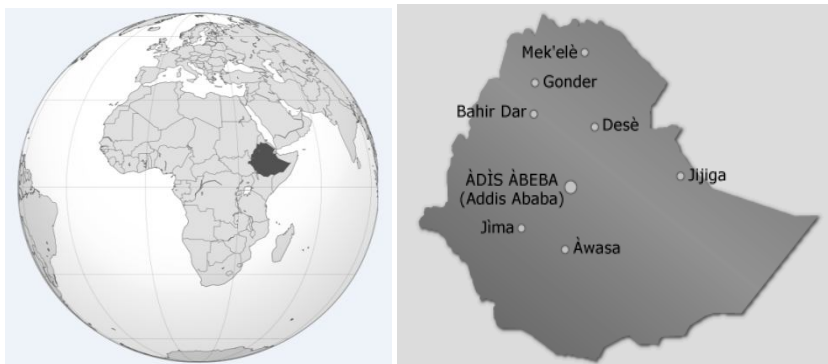 Mek'elè
Gonder
Bahir Dar
Desè
ÀDÌS ÀBEBA
(Addis Ababa)
Jijiga
Jìma
Àwasa